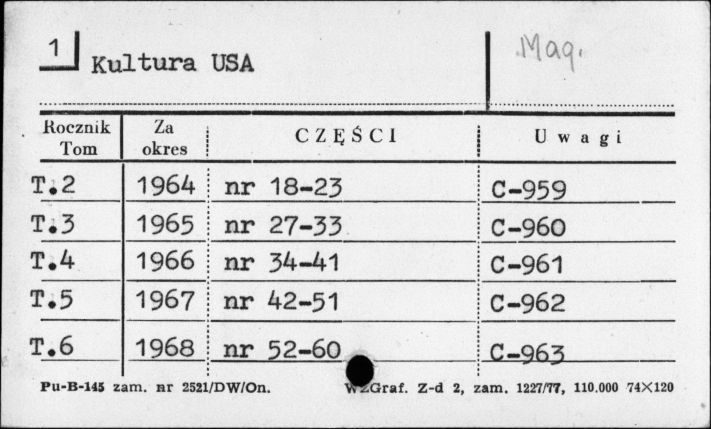 1 Kultura USA Mag.
Rocznik Tom Za okres CZĘŚCI Uwagi
T.2 1964 nr 18-23 C-959
T.3 1965 nr 27-33 C-960
T.4 1966 nr 34-41 C-961
T.5 1967 nr 42-51 C-962
T.6 1968 nr 52-60 C-963
Pu-B-145 zam. nr 2521/DW/On. WZGraf. Z-d 2, zam. 1227/77, 110.000 74×120